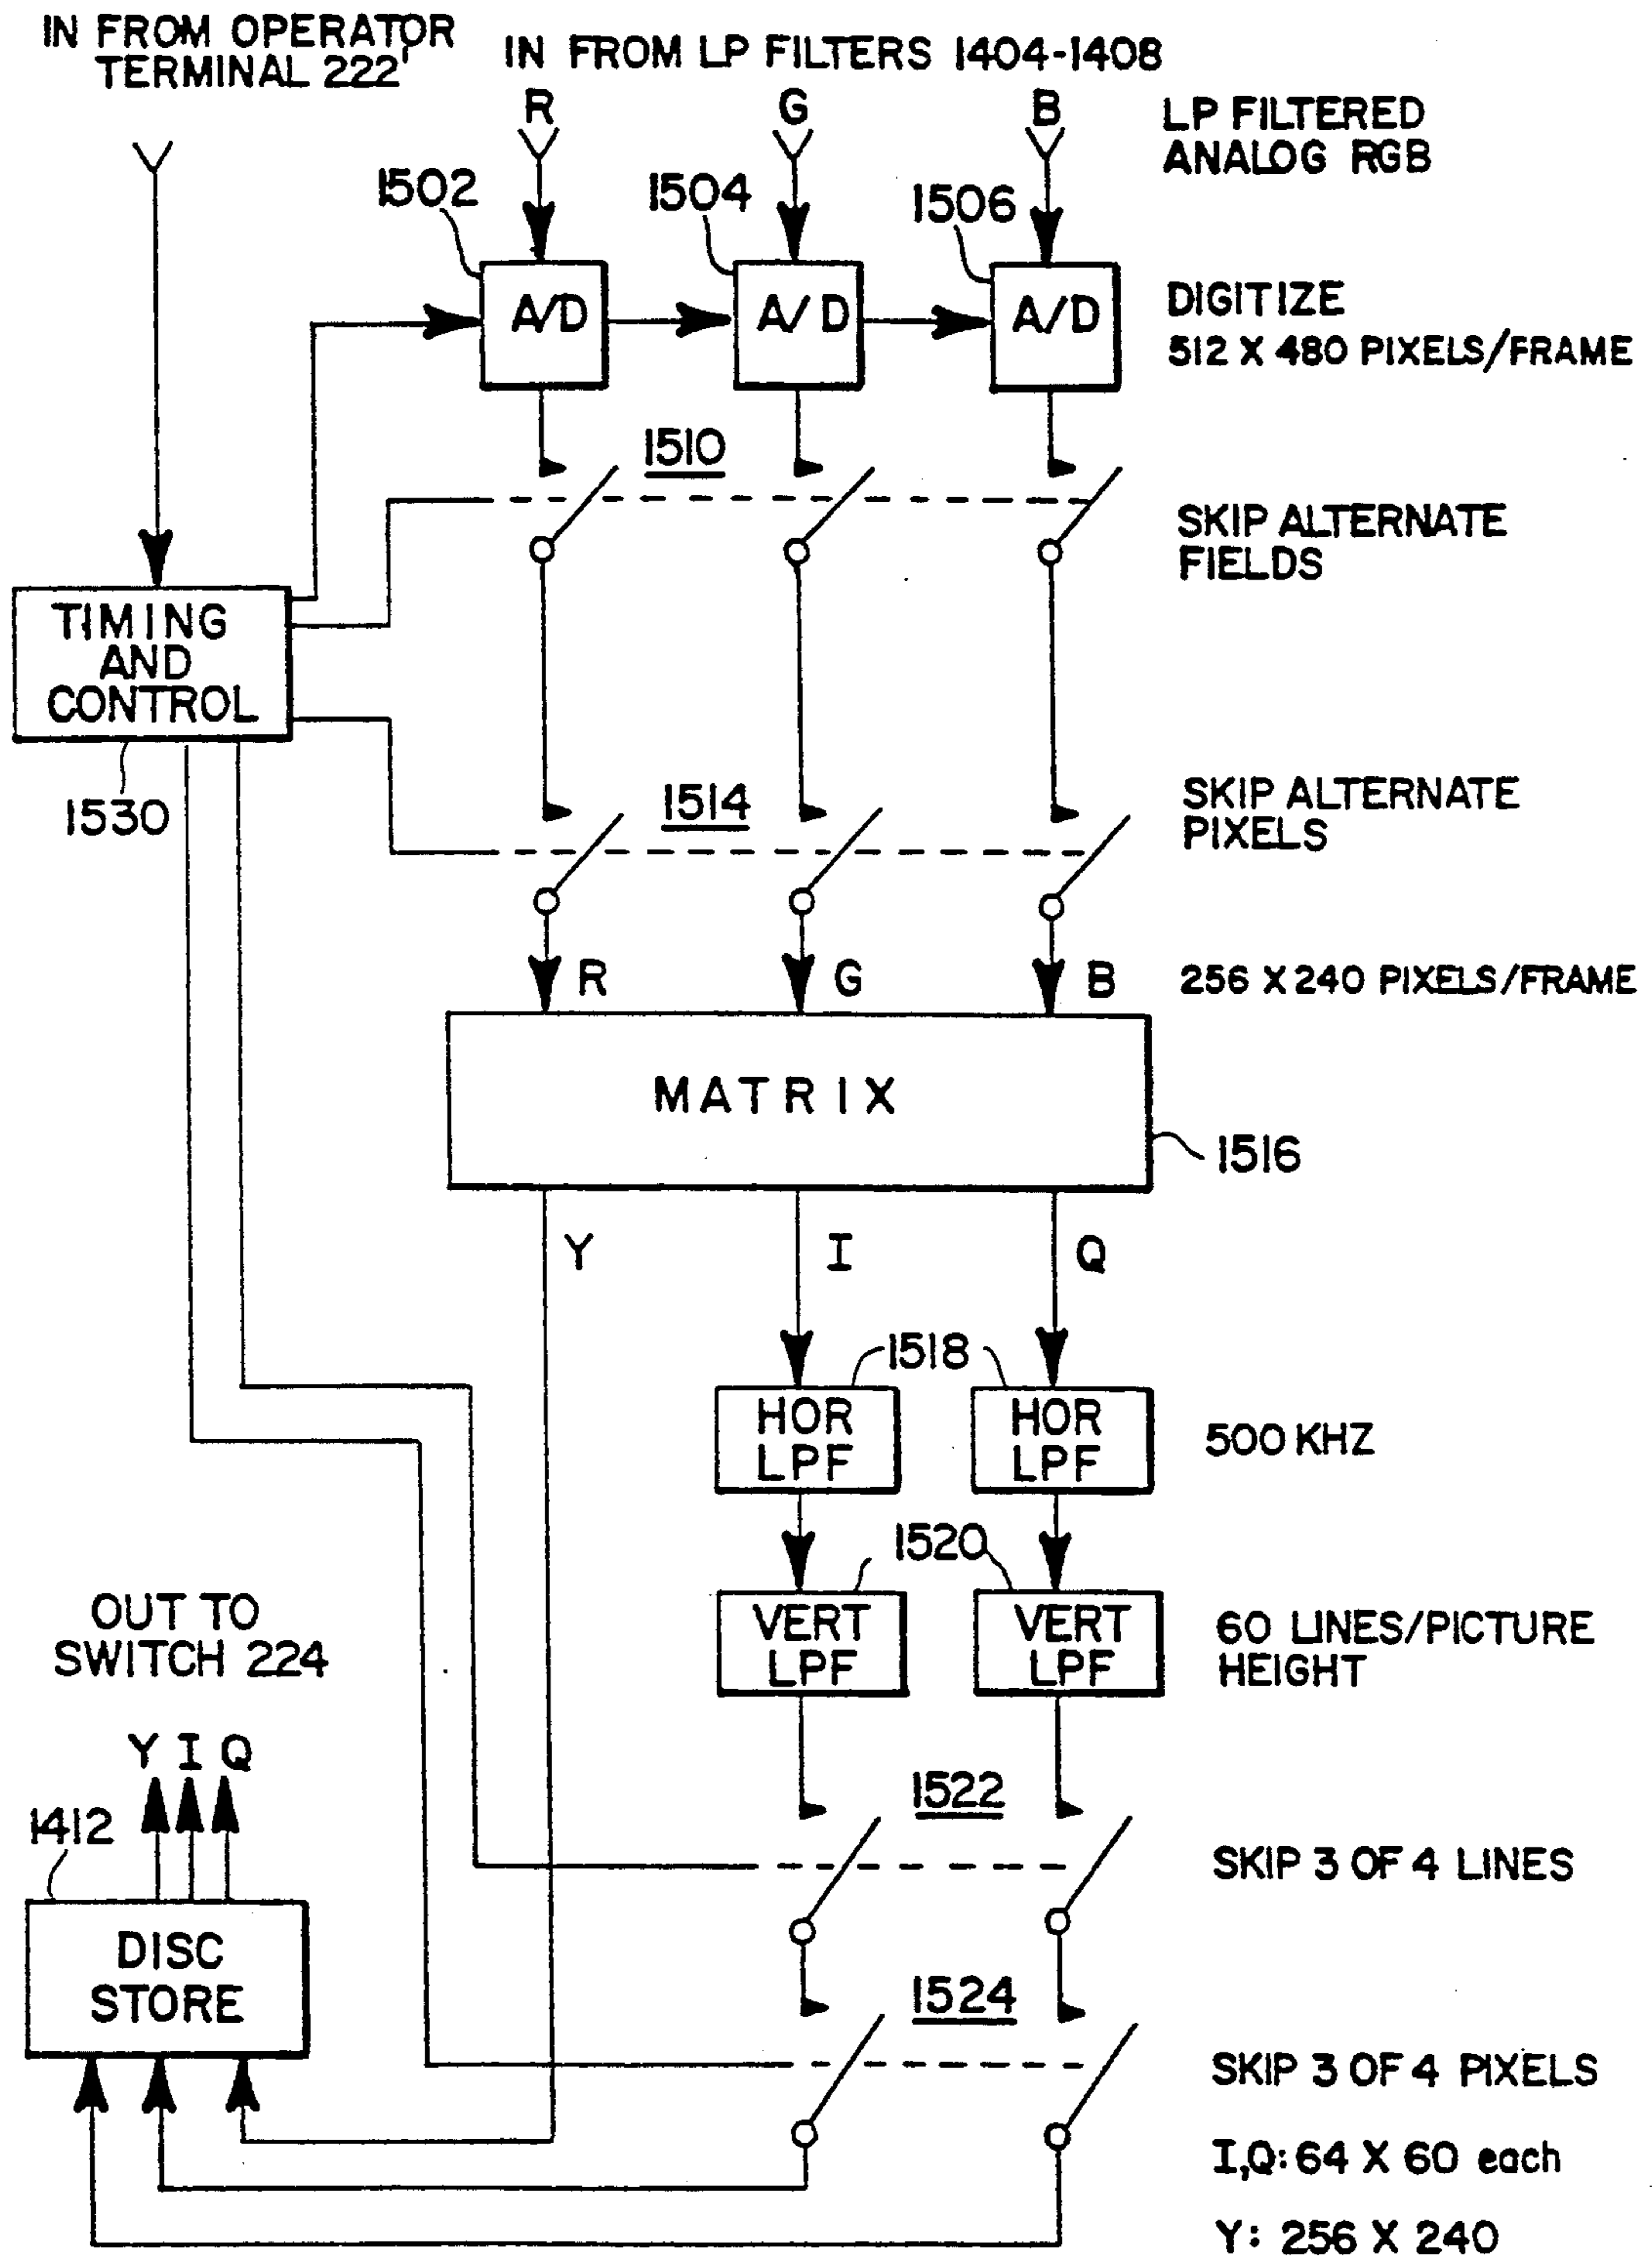 IN FROM OPERATOR
TERMINAL 222'
IN FROM LP FILTERS 1404-1408
R
G
B
LP FILTERED
ANALOG RGB
1502
1504
1506
A/D
A/D
A/D
DIGITIZE
512 X 480 PIXELS/FRAME
1510
SKIP ALTERNATE
FIELDS
TIMING
AND
CONTROL
1530
1514
SKIP ALTERNATE
PIXELS
R
G
B
256 X 240 PIXELS/FRAME
MATRIX
1516
Y
I
Q
1518
HOR
LPF
HOR
LPF
500 KHZ
1520
VERT
LPF
VERT
LPF
60 LINES/PICTURE
HEIGHT
OUT TO
SWITCH 224
Y I Q
1412
DISC
STORE
1522
SKIP 3 OF 4 LINES
1524
SKIP 3 OF 4 PIXELS
I,Q: 64 X 60 each
Y: 256 X 240